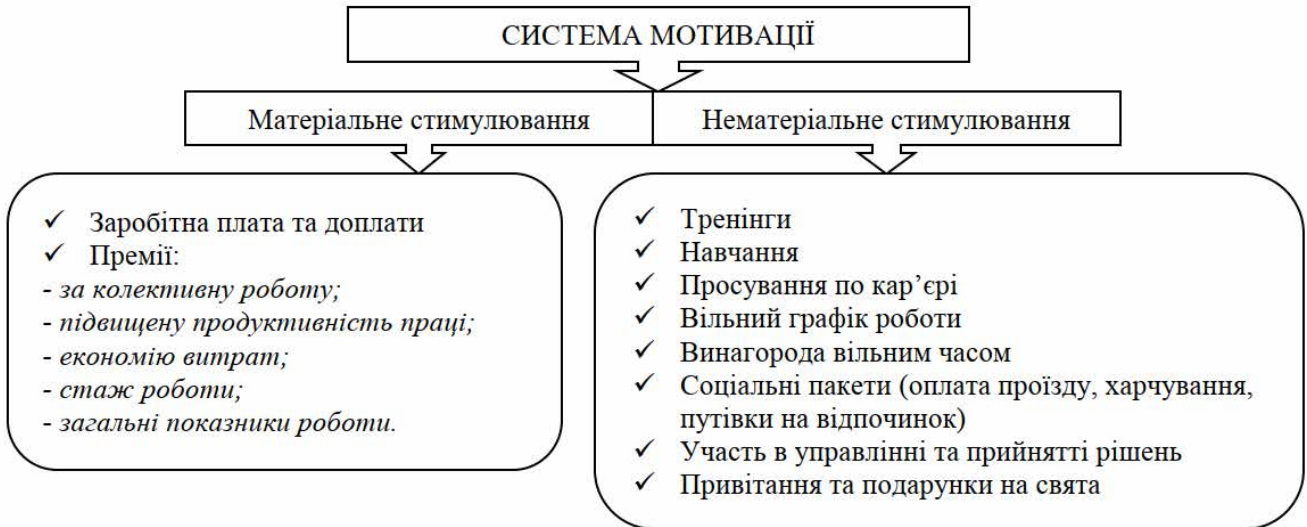 СИСТЕМА МОТИВАЦІЇ
Матеріальне стимулювання
Нематеріальне стимулювання
✓ Заробітна плата та доплати
✓ Премії:
- за колективну роботу;
- підвищену продуктивність праці;
- економію витрат;
- стаж роботи;
- загальні показники роботи.
✓ Тренінги
✓ Навчання
✓ Просування по кар’єрі
✓ Вільний графік роботи
✓ Винагорода вільним часом
✓ Соціальні пакети (оплата проїзду, харчування,
путівки на відпочинок)
✓ Участь в управлінні та прийнятті рішень
✓ Привітання та подарунки на свята